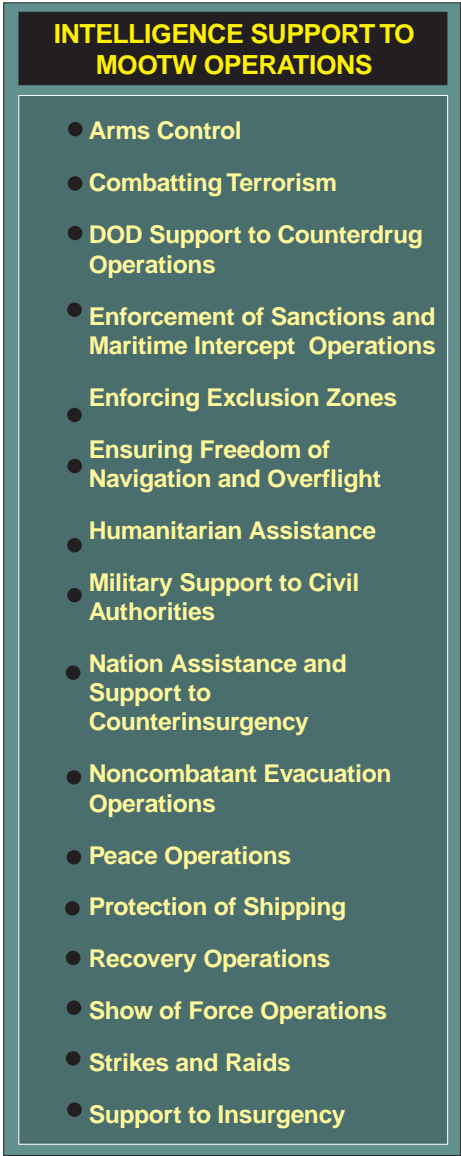 INTELLIGENCE SUPPORT TO
MOOTW OPERATIONS
● Arms Control
● Combatting Terrorism
● DOD Support to Counterdrug
Operations
● Enforcement of Sanctions and
Maritime Intercept Operations
● Enforcing Exclusion Zones
● Ensuring Freedom of
Navigation and Overflight
● Humanitarian Assistance
● Military Support to Civil
Authorities
● Nation Assistance and
Support to
Counterinsurgency
● Noncombatant Evacuation
Operations
● Peace Operations
● Protection of Shipping
● Recovery Operations
● Show of Force Operations
● Strikes and Raids
● Support to Insurgency